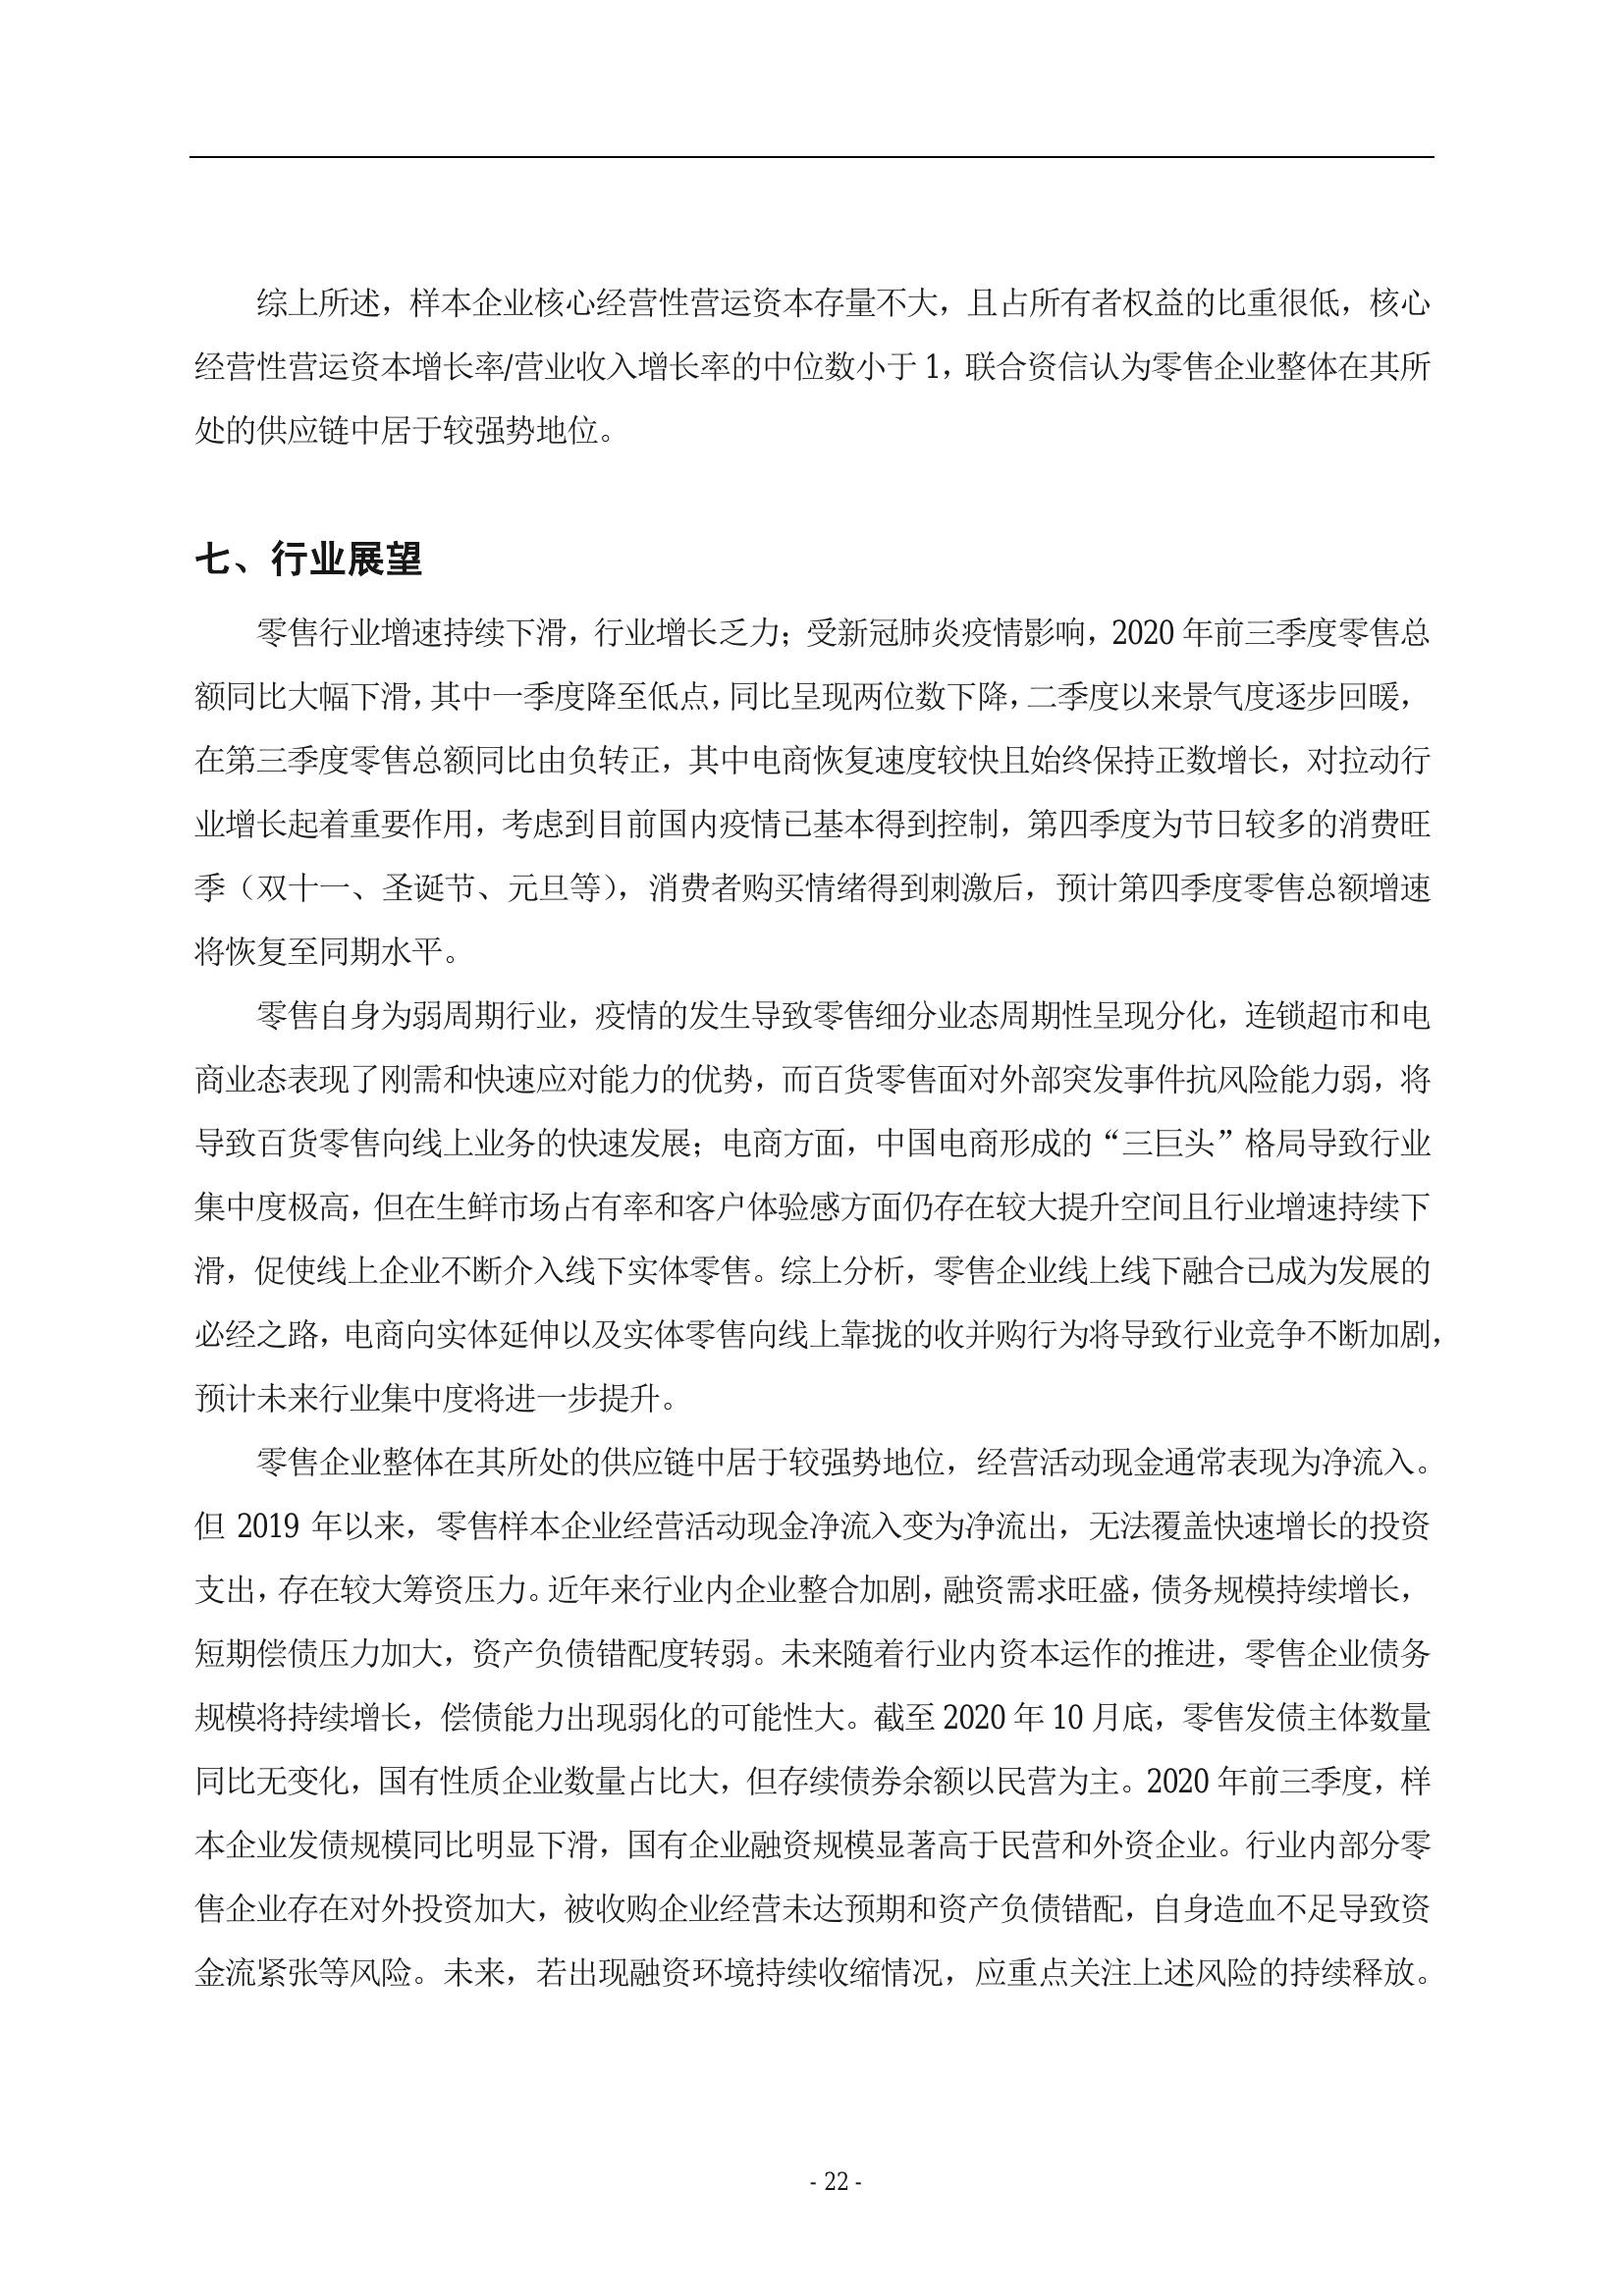 综上所述，样本企业核心经营性营运资本存量不大，且占所有者权益的比重很低，核心
经营性营运资本增长率/营业收入增长率的中位数小于 1，联合资信认为零售企业整体在其所
处的供应链中居于较强势地位。
七、行业展望
零售行业增速持续下滑，行业增长乏力；受新冠肺炎疫情影响，2020 年前三季度零售总
额同比大幅下滑，其中一季度降至低点，同比呈现两位数下降，二季度以来景气度逐步回暖，
在第三季度零售总额同比由负转正，其中电商恢复速度较快且始终保持正数增长，对拉动行
业增长起着重要作用，考虑到目前国内疫情已基本得到控制，第四季度为节日较多的消费旺
季（双十一、圣诞节、元旦等），消费者购买情绪得到刺激后，预计第四季度零售总额增速
将恢复至同期水平。
零售自身为弱周期行业，疫情的发生导致零售细分业态周期性呈现分化，连锁超市和电
商业态表现了刚需和快速应对能力的优势，而百货零售面对外部突发事件抗风险能力弱，将
导致百货零售向线上业务的快速发展；电商方面，中国电商形成的“三巨头”格局导致行业
集中度极高，但在生鲜市场占有率和客户体验感方面仍存在较大提升空间且行业增速持续下
滑，促使线上企业不断介入线下实体零售。综上分析，零售企业线上线下融合已成为发展的
必经之路，电商向实体延伸以及实体零售向线上靠拢的收并购行为将导致行业竞争不断加剧，
预计未来行业集中度将进一步提升。
零售企业整体在其所处的供应链中居于较强势地位，经营活动现金通常表现为净流入。
但 2019 年以来，零售样本企业经营活动现金净流入变为净流出，无法覆盖快速增长的投资
支出，存在较大筹资压力。近年来行业内企业整合加剧，融资需求旺盛，债务规模持续增长，
短期偿债压力加大，资产负债错配度转弱。未来随着行业内资本运作的推进，零售企业债务
规模将持续增长，偿债能力出现弱化的可能性大。截至 2020 年 10 月底，零售发债主体数量
同比无变化，国有性质企业数量占比大，但存续债券余额以民营为主。2020 年前三季度，样
本企业发债规模同比明显下滑，国有企业融资规模显著高于民营和外资企业。行业内部分零
售企业存在对外投资加大，被收购企业经营未达预期和资产负债错配，自身造血不足导致资
金流紧张等风险。未来，若出现融资环境持续收缩情况，应重点关注上述风险的持续释放。
- 22 -